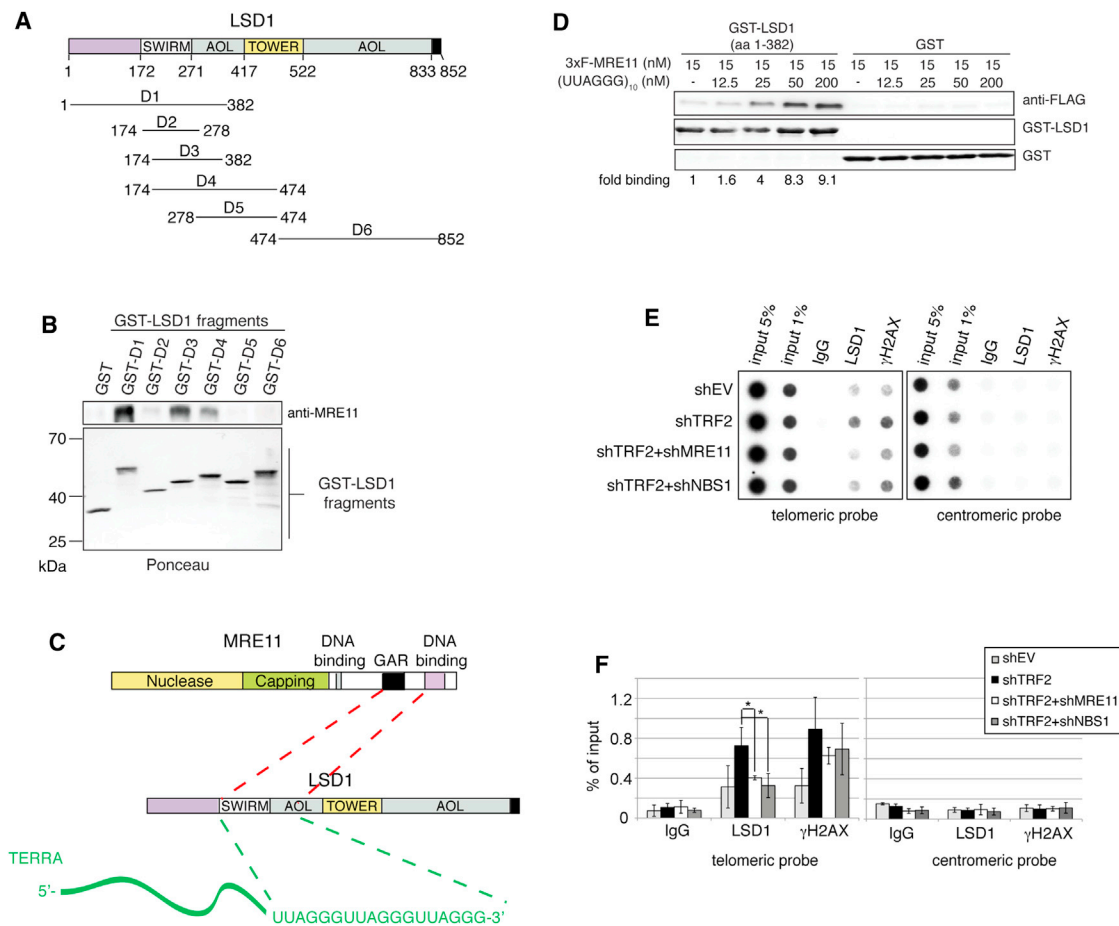 A
LSD1
SWIRM AOL TOWER AOL
1 172 271 417 522 833 852
1 D1 382
174 D2 278
174 D3 382
174 D4 474
278 D5 474
474 D6 852
B
GST-LSD1 fragments
GST GST-D1 GST-D2 GST-D3 GST-D4 GST-D5 GST-D6
anti-MRE11
70
40
25
kDa
GST-LSD1
fragments
Ponceau
C
MRE11
DNA
binding
GAR
DNA
binding
Nuclease Capping
LSD1
SWIRM AOL TOWER AOL
TERRA
5'-
UUAGGGUUAGGGUUAGGG-3'
D
GST-LSD1
(aa 1-382)
GST
3xF-MRE11 (nM) 15 15 15 15 15 15 15 15 15 15
(UUAGGG)10 (nM) - 12.5 25 50 200 - 12.5 25 50 200
anti-FLAG
GST-LSD1
GST
fold binding 1 1.6 4 8.3 9.1
E
input 5% input 1% IgG LSD1 γH2AX input 5% input 1% IgG LSD1 γH2AX
shEV
shTRF2
shTRF2+shMRE11
shTRF2+shNBS1
telomeric probe centromeric probe
F
shEV
shTRF2
shTRF2+shMRE11
shTRF2+shNBS1
% of input
1.2
0.8
0.4
0
* *
IgG LSD1 γH2AX IgG LSD1 γH2AX
telomeric probe centromeric probe